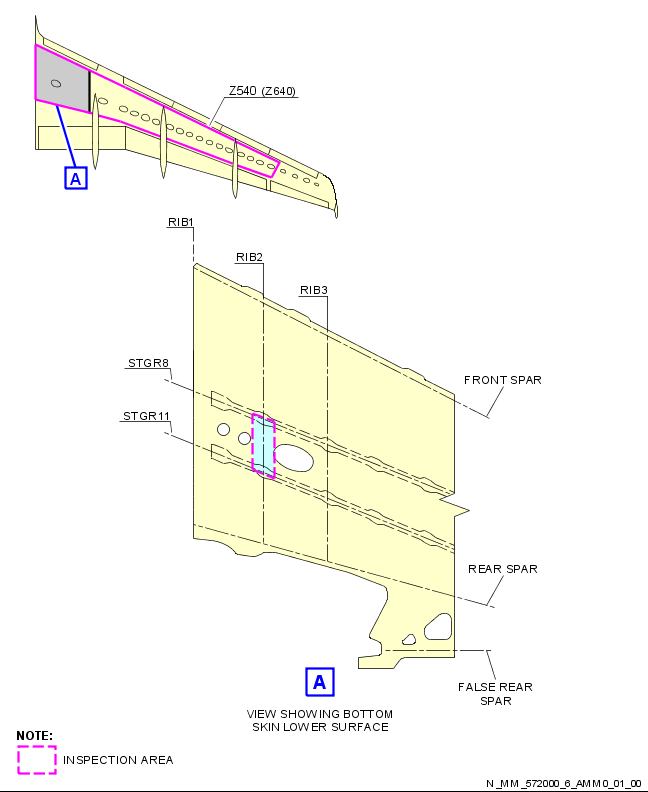 Z540 (Z640)
A
RIB1
RIB2
RIB3
STGR8
FRONT SPAR
STGR11
REAR SPAR
A
FALSE REAR
SPAR
VIEW SHOWING BOTTOM
SKIN LOWER SURFACE
NOTE:
INSPECTION AREA
N_MM_572000_6_AMM0_01_00